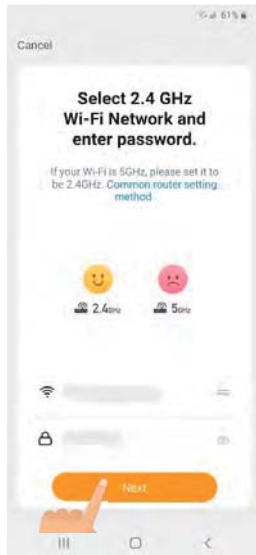 61%
Cancel
Select 2.4 GHz
Wi-Fi Network and
enter password.
If your Wi-Fi is 5GHz, please set it to
be 2.4GHz. Common router setting
method
2.4GHz 5GHz
Next